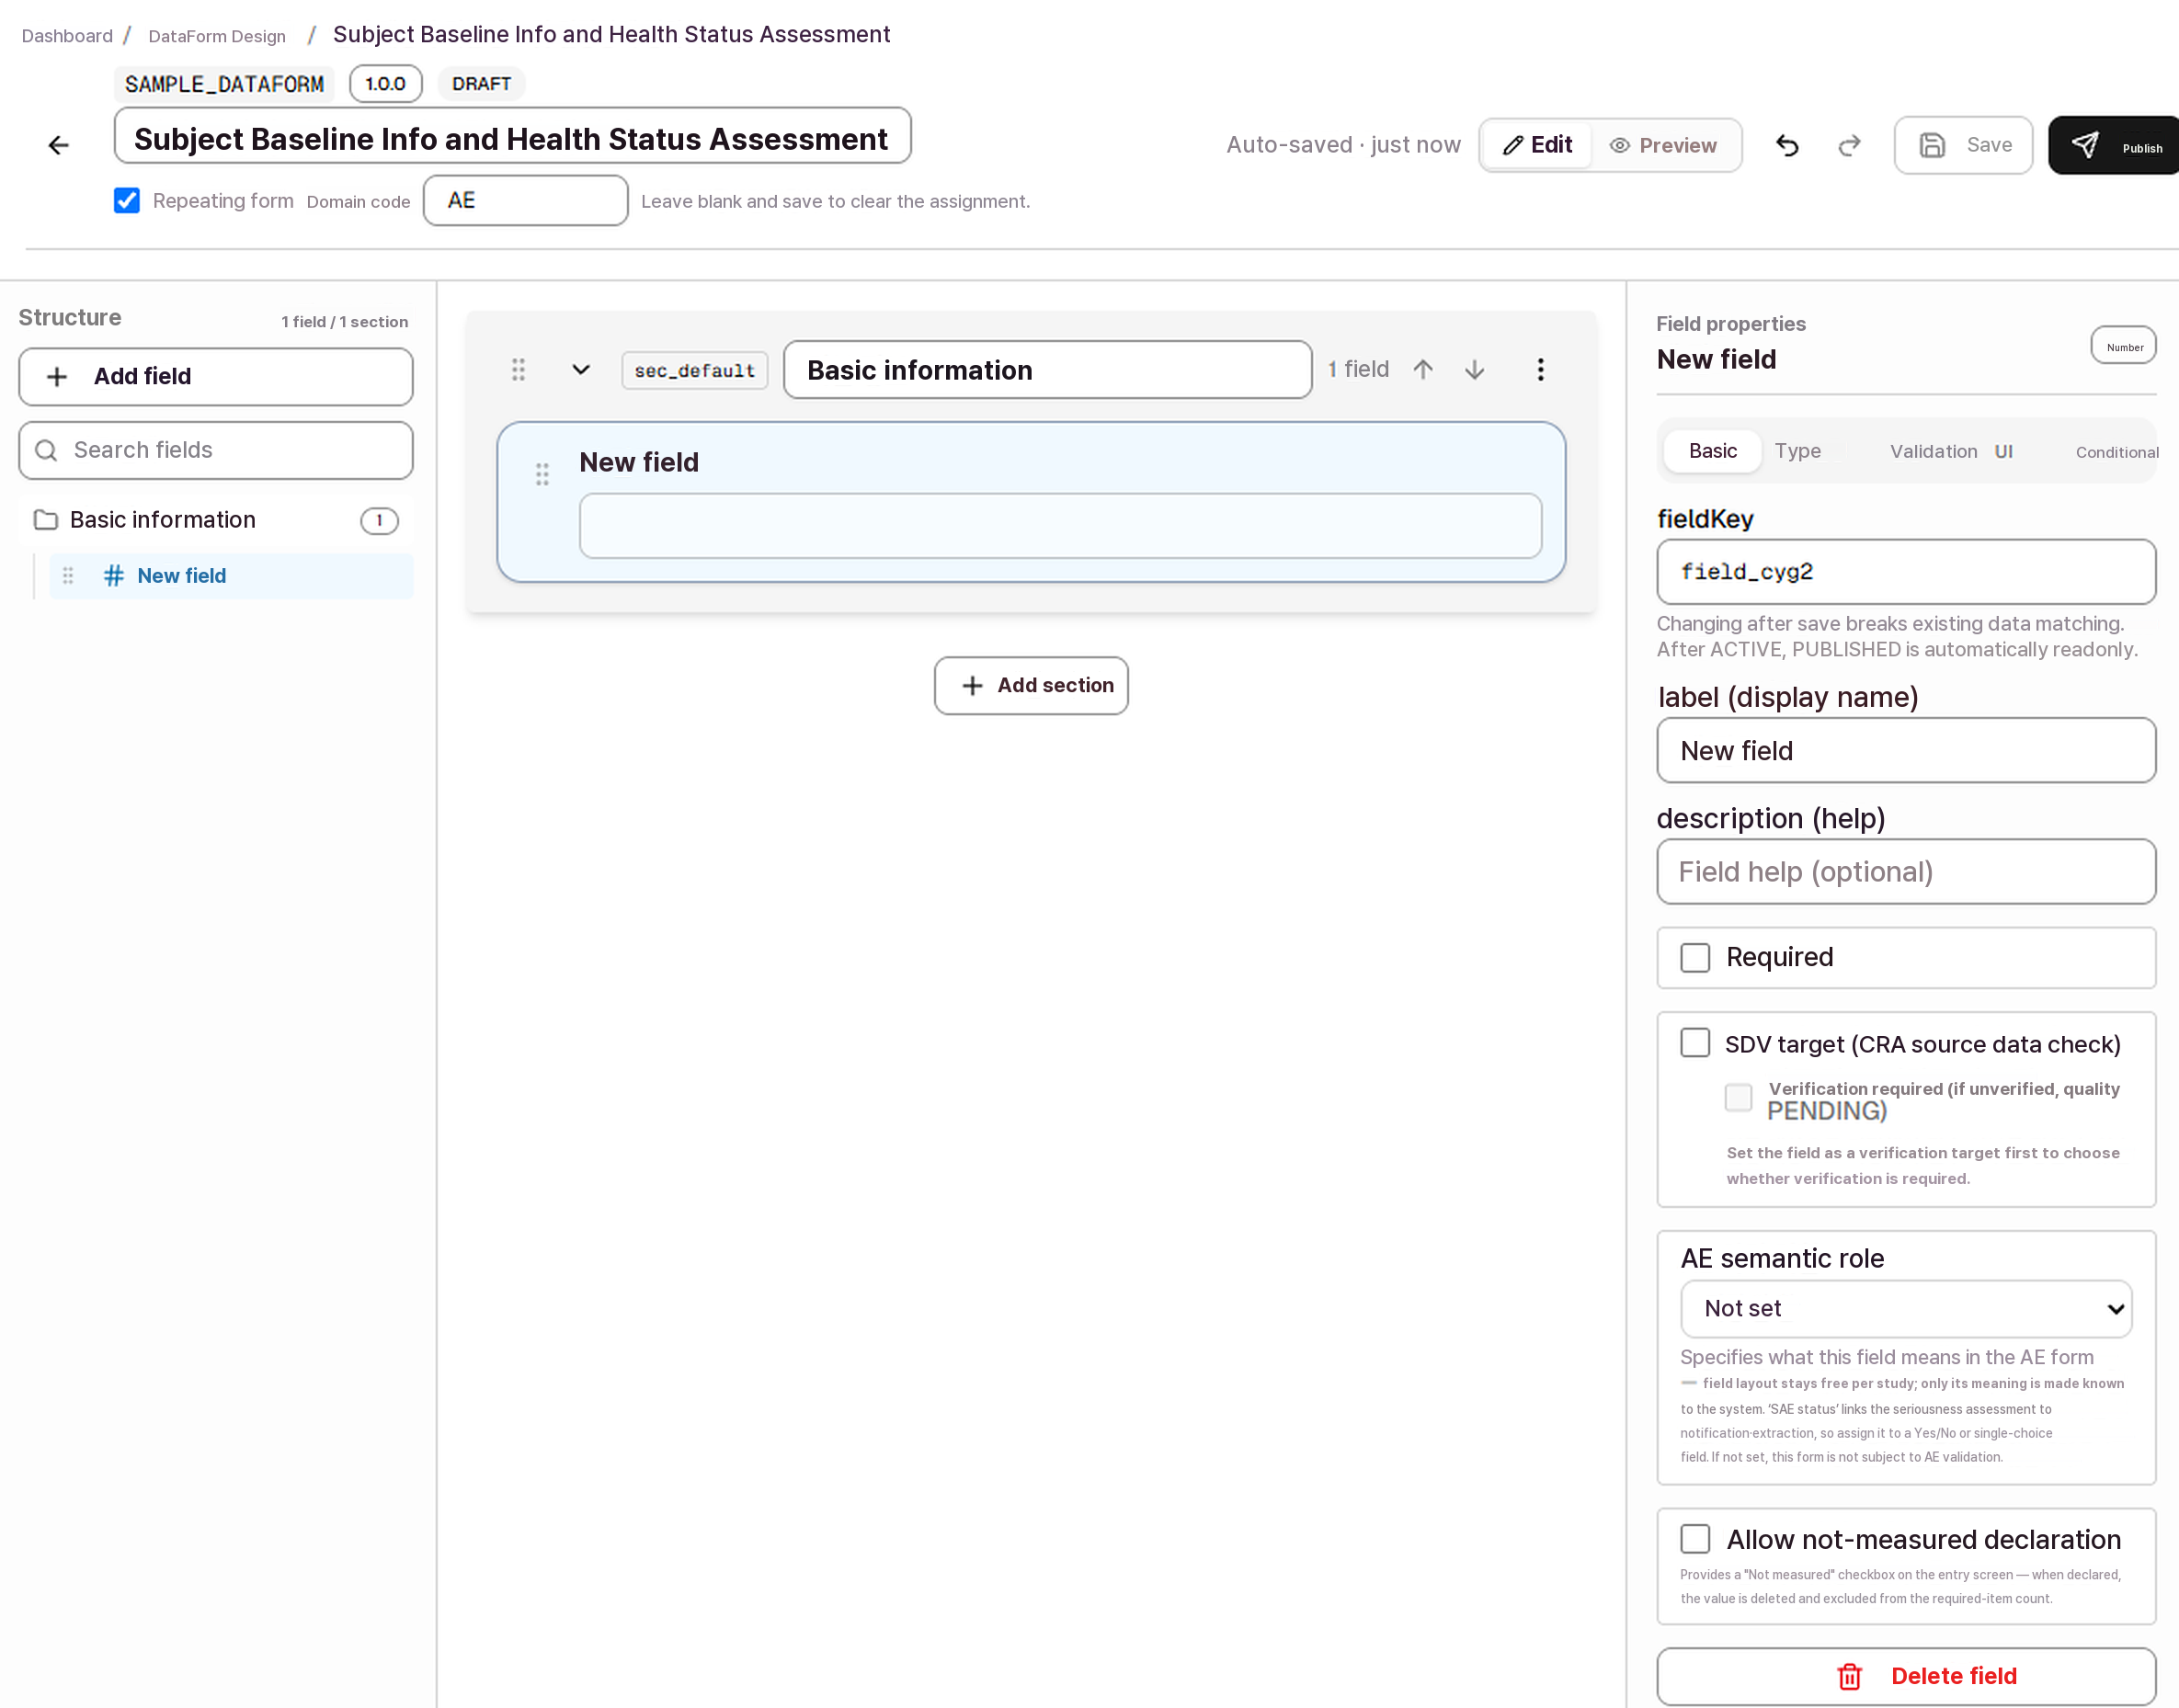 Dashboard / DataForm Design / Subject Baseline Info and Health Status Assessment
SAMPLE_DATAFORM 1.0.0 DRAFT
Subject Baseline Info and Health Status Assessment
Auto-saved · just now Edit Preview Save Publish
Repeating form Domain code AE Leave blank and save to clear the assignment.
Structure 1 field / 1 section
Add field
Search fields
Basic information 1
New field
sec_default Basic information 1 field
New field
Add section
Field properties
New field
Number
Basic Type Validation UI Conditional
fieldKey
field_cyg2
Changing after save breaks existing data matching.
After ACTIVE, PUBLISHED is automatically readonly.
label (display name)
New field
description (help)
Field help (optional)
Required
SDV target (CRA source data check)
Verification required (if unverified, quality
PENDING)
Set the field as a verification target first to choose
whether verification is required.
AE semantic role
Not set
Specifies what this field means in the AE form
— field layout stays free per study; only its meaning is made known
to the system. ‘SAE status’ links the seriousness assessment to
notification·extraction, so assign it to a Yes/No or single-choice
field. If not set, this form is not subject to AE validation.
Allow not-measured declaration
Provides a "Not measured" checkbox on the entry screen — when declared,
the value is deleted and excluded from the required-item count.
Delete field